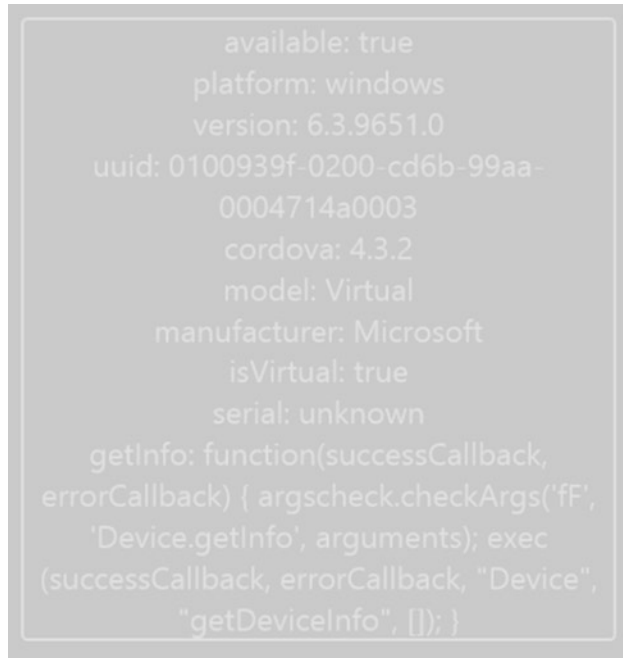 available: true
platform: windows
version: 6.3.9651.0
uuid: 0100939f-0200-cd6b-99aa-
0004714a0003
cordova: 4.3.2
model: Virtual
manufacturer: Microsoft
isVirtual: true
serial: unknown
getInfo: function(successCallback,
errorCallback) { argscheck.checkArgs('fF',
'Device.getInfo', arguments); exec
(successCallback, errorCallback, "Device",
"getDeviceInfo", []); }